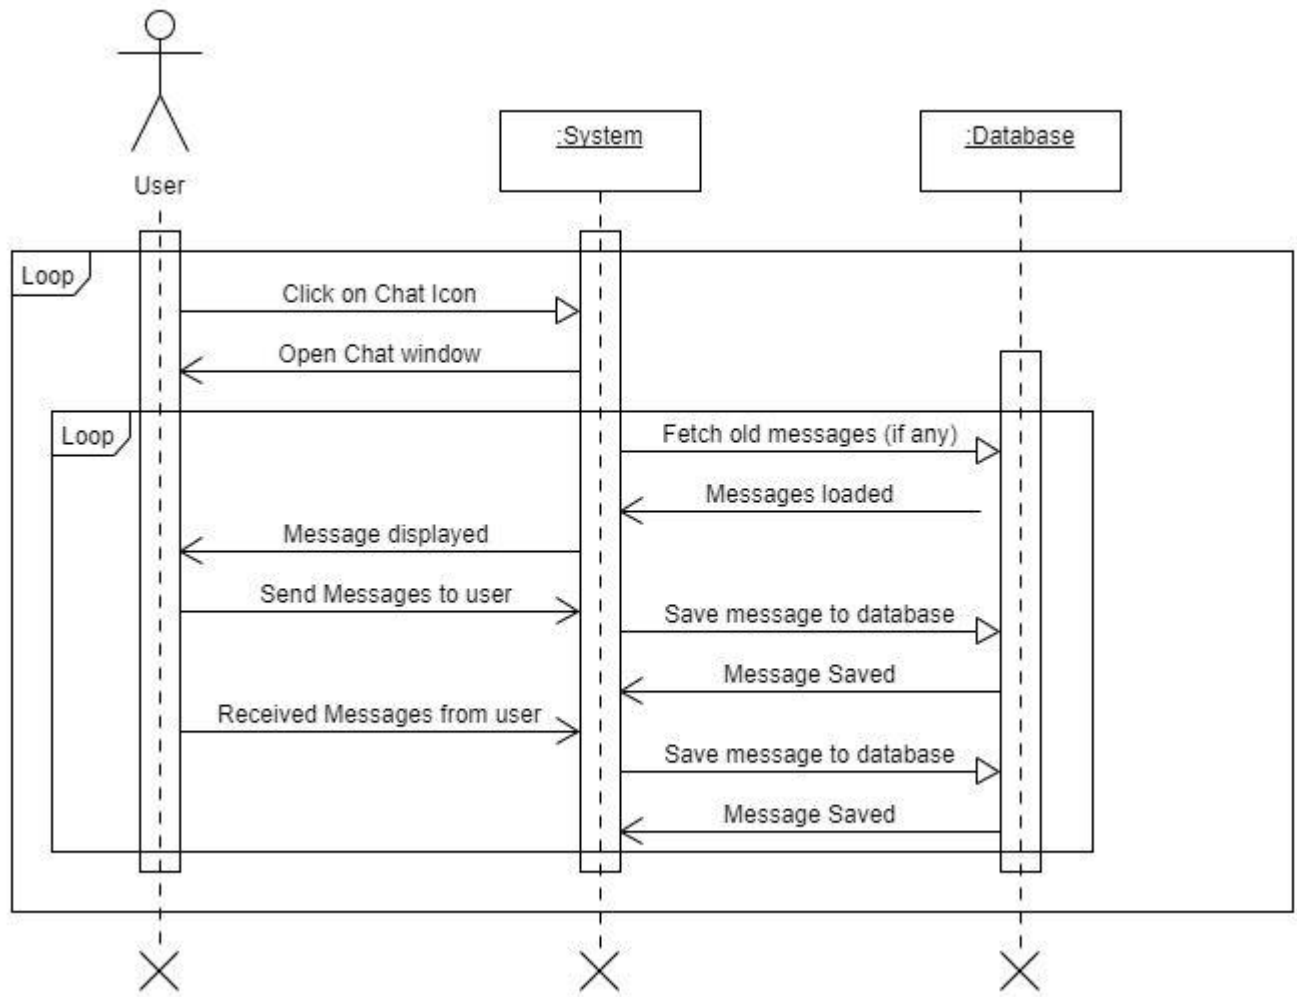 :System
:Database
User
Loop
Click on Chat Icon
Open Chat window
Loop
Fetch old messages (if any)
Messages loaded
Message displayed
Send Messages to user
Save message to database
Message Saved
Received Messages from user
Save message to database
Message Saved